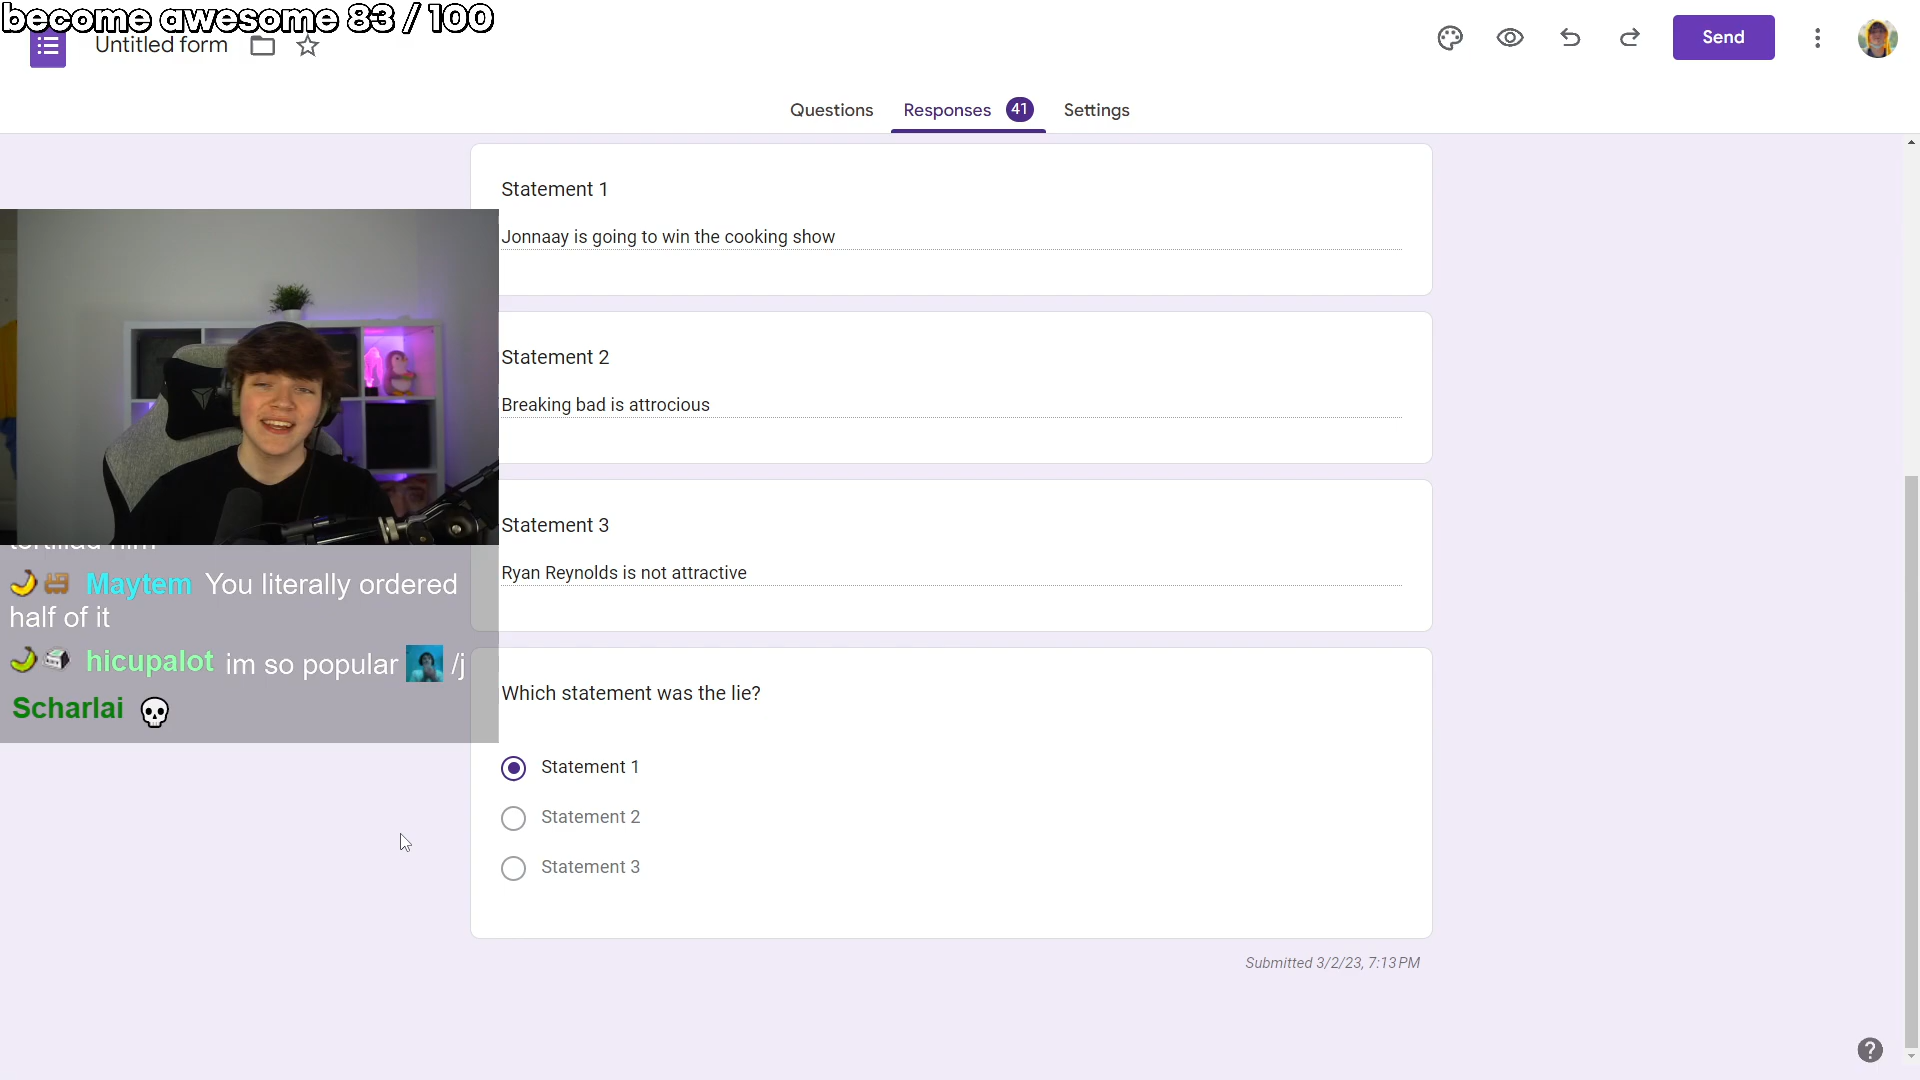 become awesome 83 / 100
Untitled form
Send
Questions Responses 41 Settings
Statement 1
Jonnaay is going to win the cooking show
Statement 2
Breaking bad is attrocious
Statement 3
Ryan Reynolds is not attractive
Which statement was the lie?
Statement 1
Statement 2
Statement 3
Submitted 3/2/23, 7:13 PM
Maytem You literally ordered
half of it
hicupalot im so popular /j
Scharlai